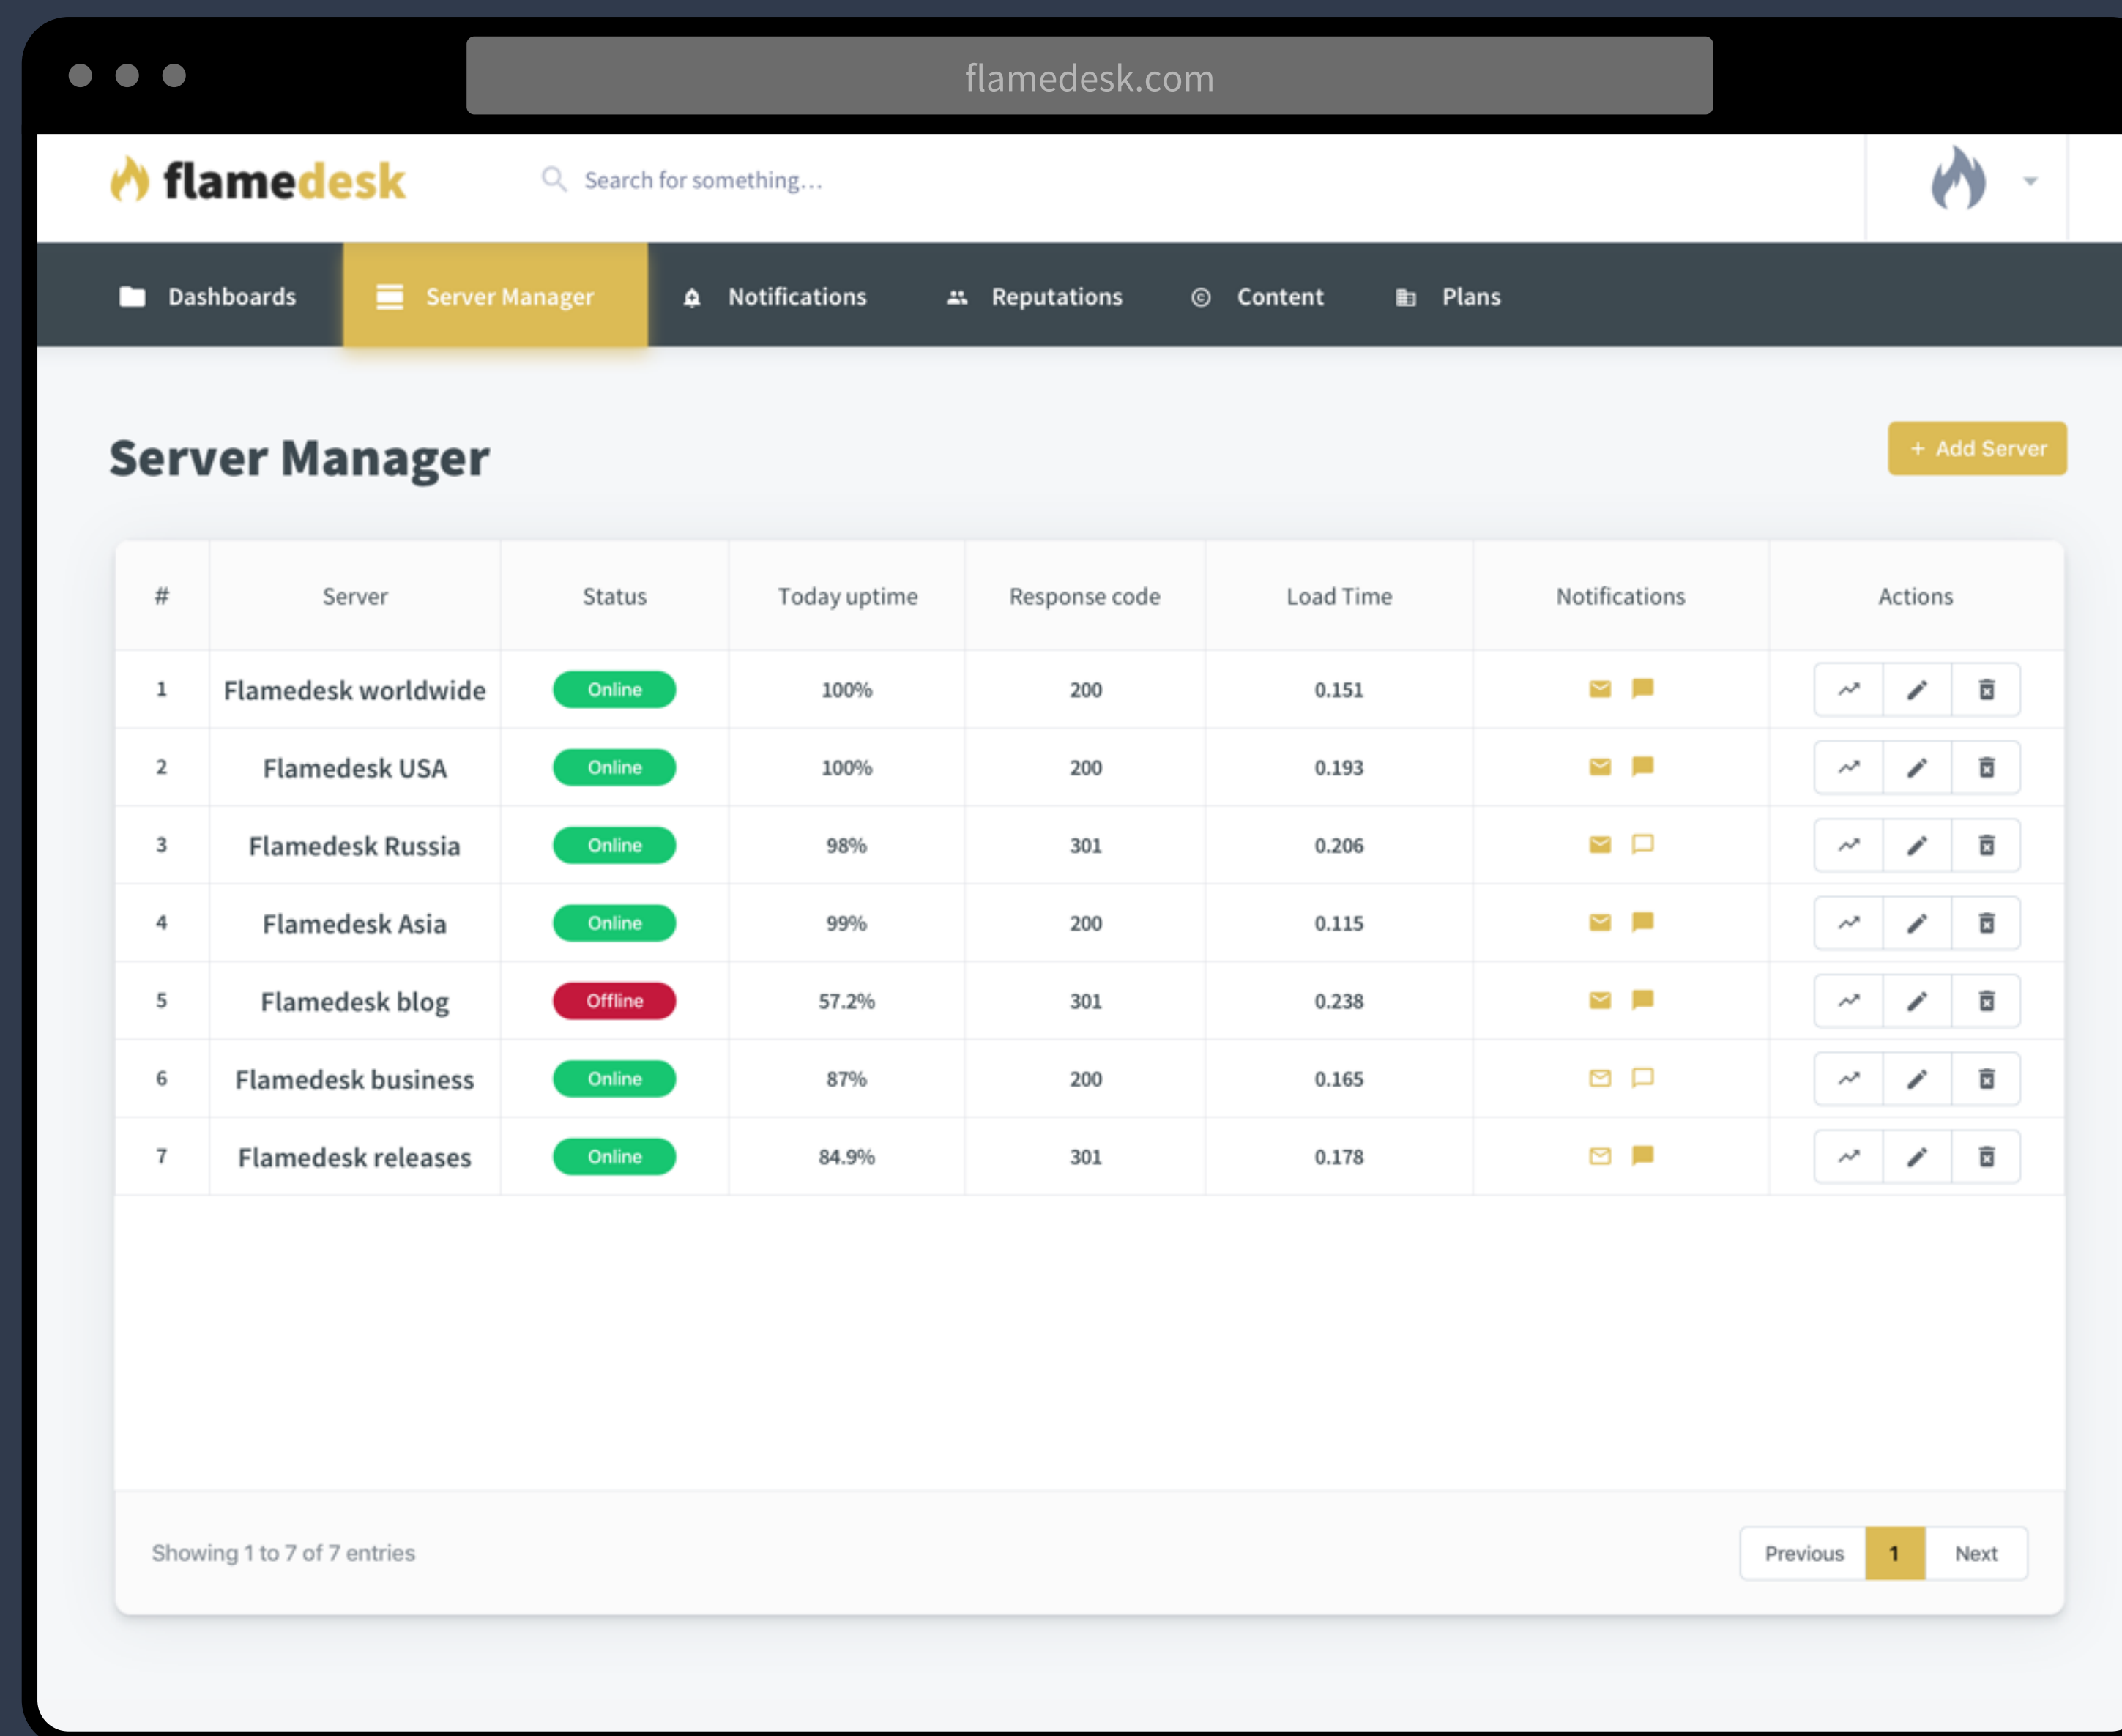 flamedesk.com
flamedesk Search for something...
Dashboards Server Manager Notifications Reputations © Content Plans
Server Manager + Add Server
# Server Status Today uptime Response code Load Time Notifications Actions
1 Flamedesk worldwide Online 100% 200 0.151
2 Flamedesk USA Online 100% 200 0.193
3 Flamedesk Russia Online 98% 301 0.206
4 Flamedesk Asia Online 99% 200 0.115
5 Flamedesk blog Offline 57.2% 301 0.238
6 Flamedesk business Online 87% 200 0.165
7 Flamedesk releases Online 84.9% 301 0.178
Showing 1 to 7 of 7 entries Previous 1 Next